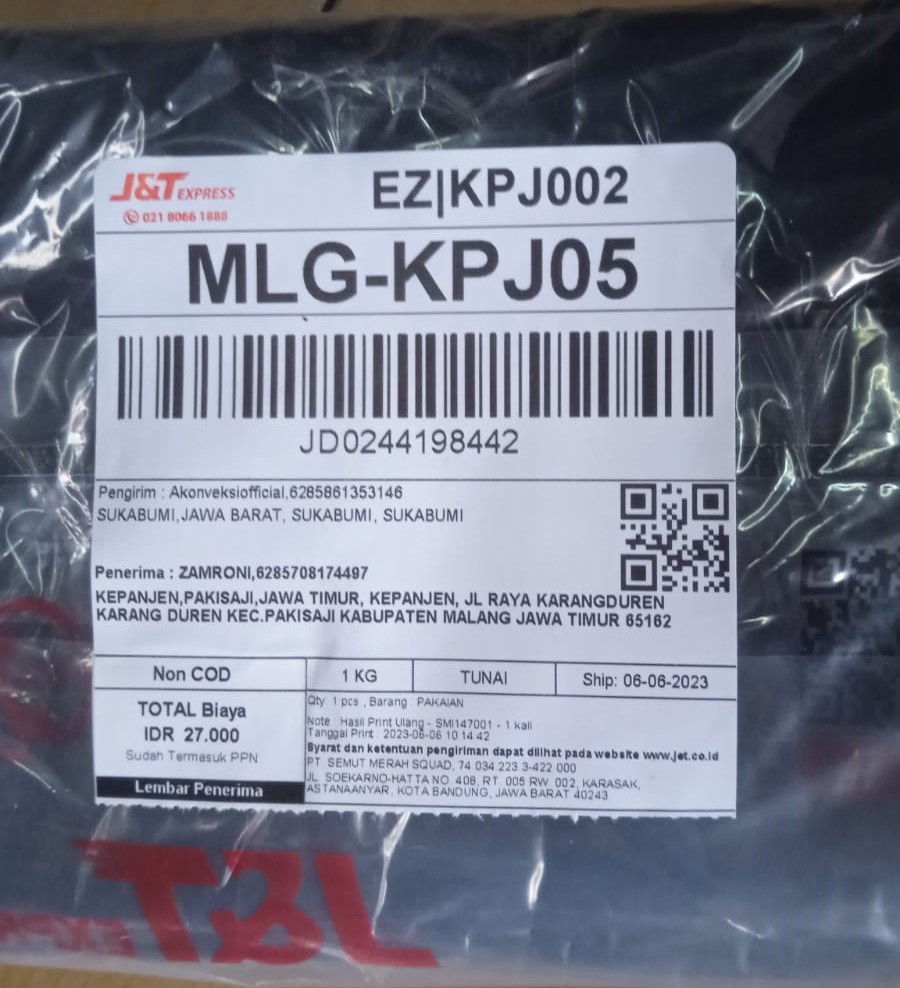 J&T EXPRESS
021 8066 1888
EZ|KPJ002
MLG-KPJ05
JD0244198442
Pengirim : Akonveksiofficial,6285861353146
SUKABUMI,JAWA BARAT, SUKABUMI, SUKABUMI
Penerima : ZAMRONI,6285708174497
KEPANJEN,PAKISAJI,JAWA TIMUR, KEPANJEN, JL RAYA KARANGDUREN
KARANG DUREN KEC.PAKISAJI KABUPATEN MALANG JAWA TIMUR 65162
Non COD
1 KG
TUNAI
Ship: 06-06-2023
TOTAL Biaya
IDR 27.000
Sudah Termasuk PPN
Lembar Penerima
Qty 1 pcs , Barang PAKAIAN
Note Hasil Print Ulang - SMI147001 - 1 kali
Tanggal Print 2023-06-06 10:14:42
Syarat dan ketentuan pengiriman dapat dilihat pada website www.jet.co.id
PT SEMUT MERAH SQUAD, 74 034 223 3-422 000
JL. SOEKARNO-HATTA NO. 408, RT. 005 RW. 002, KARASAK,
ASTANAANYAR, KOTA BANDUNG, JAWA BARAT 40243
J&T